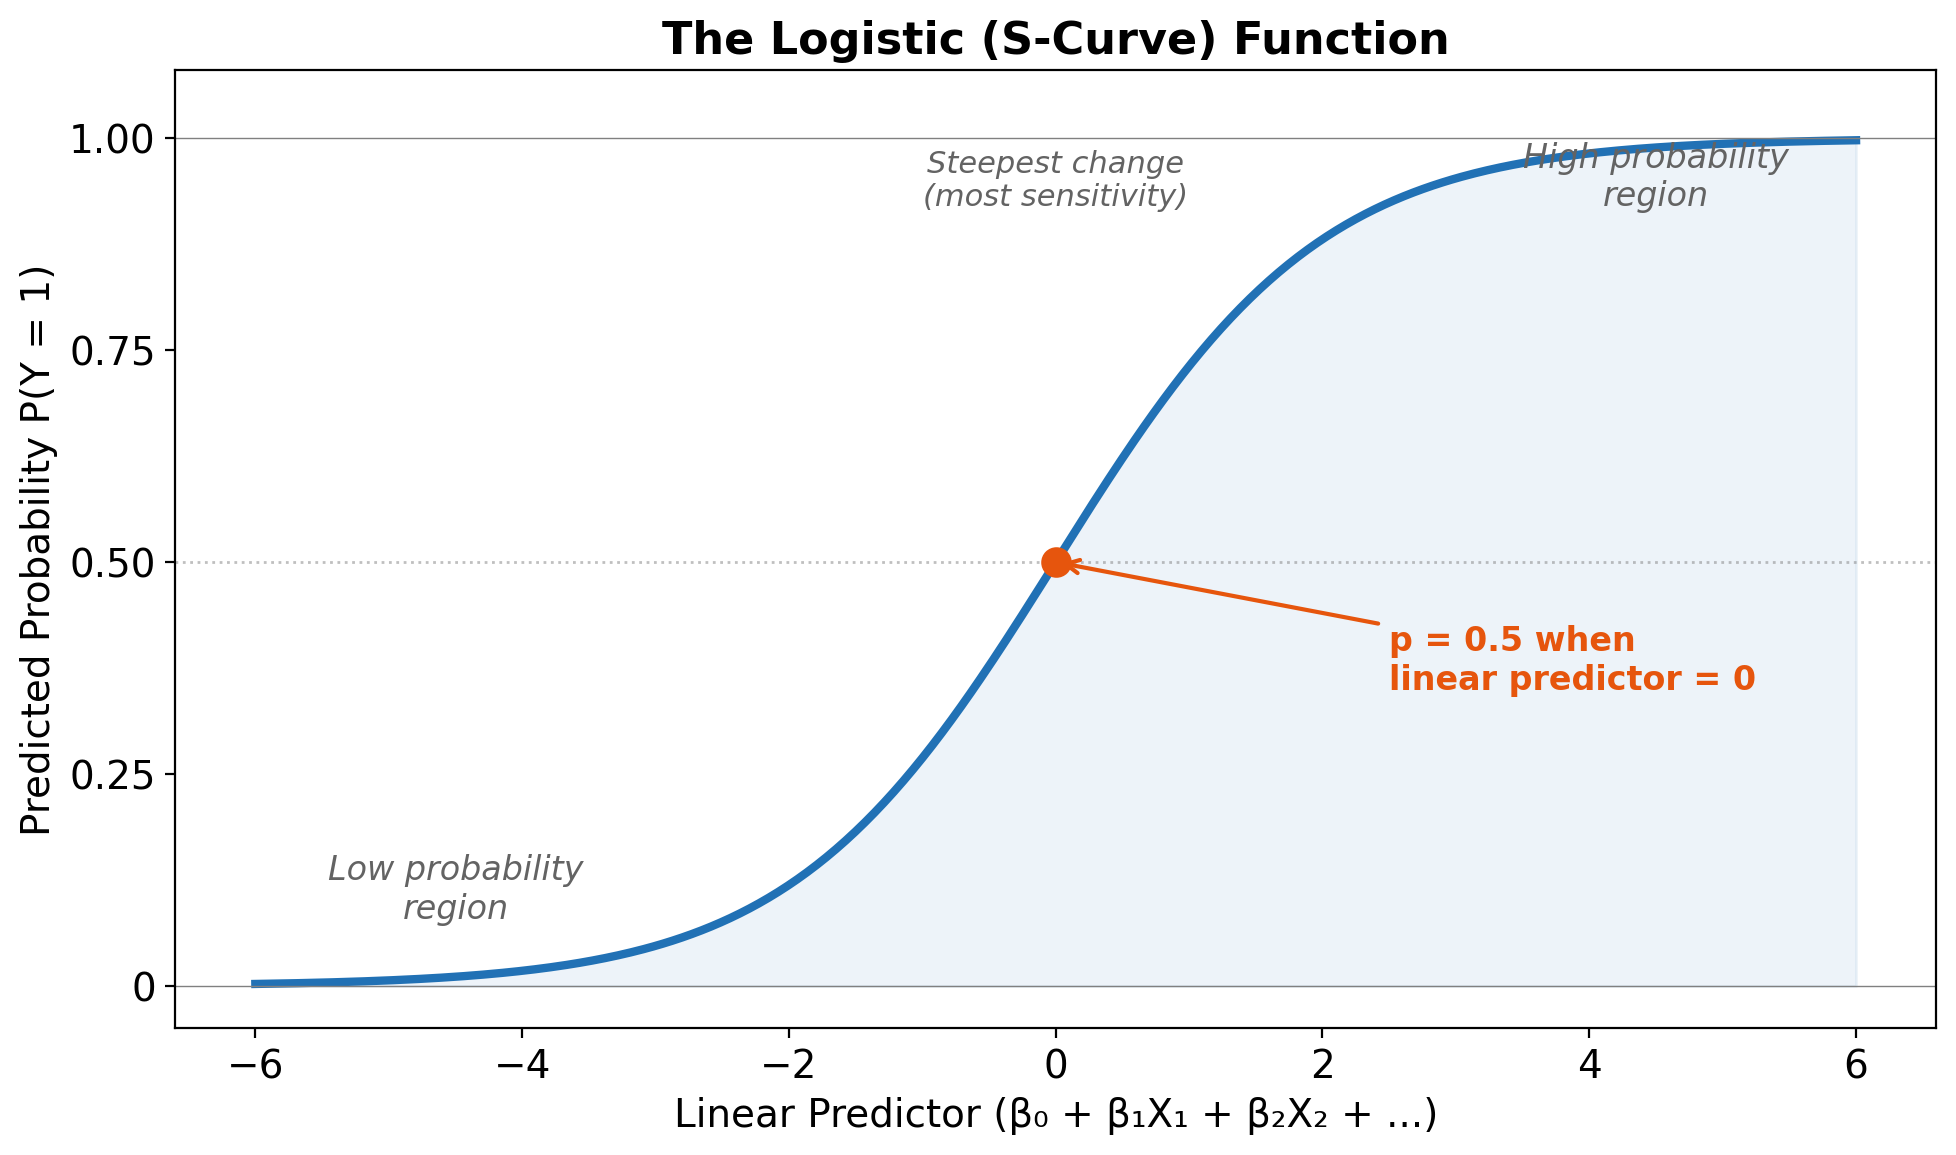 The Logistic (S-Curve) Function
Predicted Probability P(Y = 1)
1.00
0.75
0.50
0.25
0
Steepest change
(most sensitivity)
High probability
region
p = 0.5 when
linear predictor = 0
Low probability
region
−6
−4
−2
0
2
4
6
Linear Predictor (β₀ + β₁X₁ + β₂X₂ + ...)